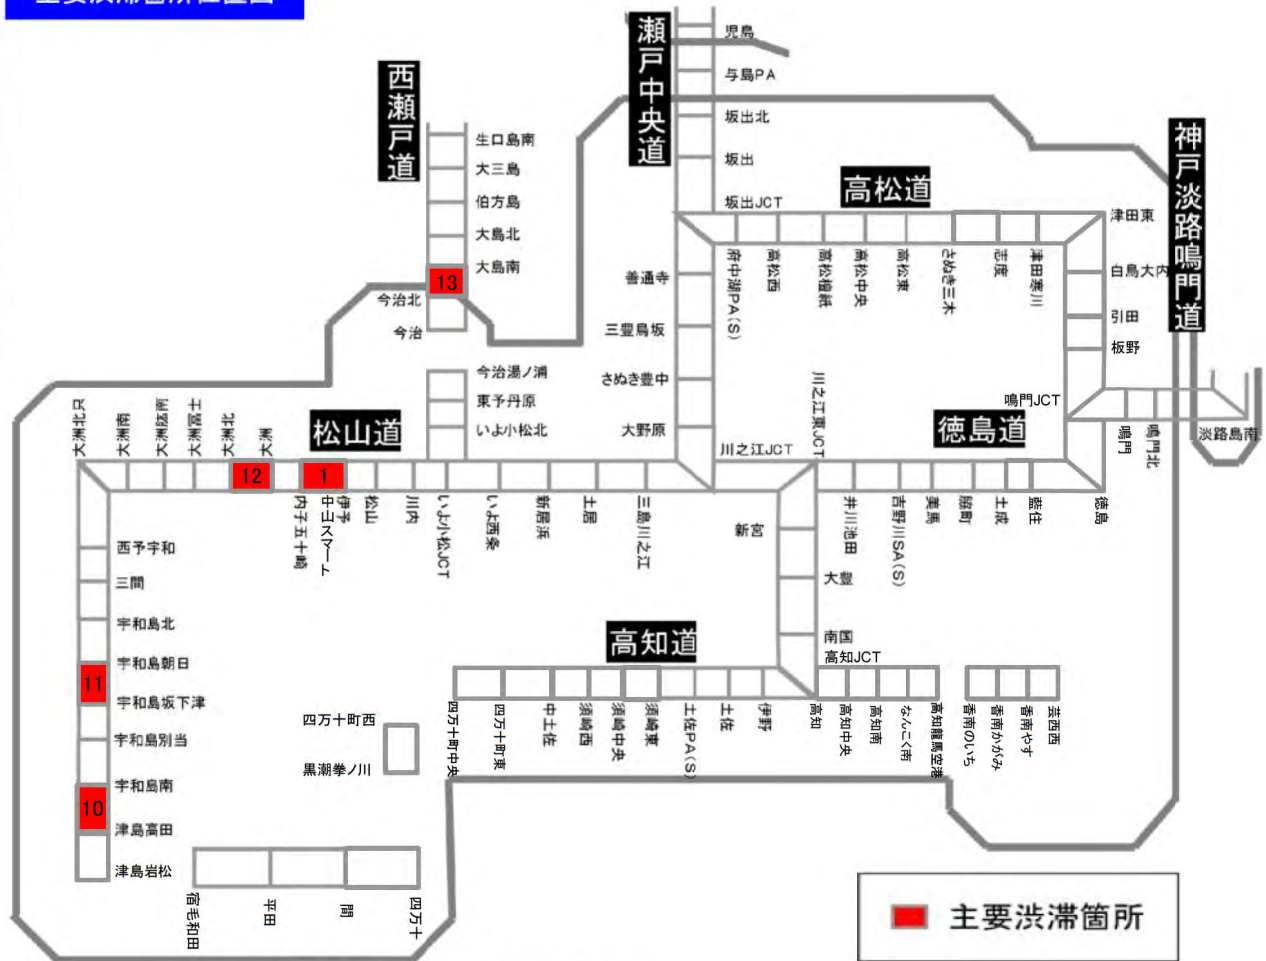 主要渋滞箇所位置図
瀬戸中央道
児島
与島PA
坂出北
坂出
坂出JCT
西瀬戸道
生口島南
大三島
伯方島
大島北
大島南
13
今治北
今治
今治湯ノ浦
東予丹原
いよ小松北
神戸淡路鳴門道
高松道
府中湖PA(S)
高松西
高松檀紙
高松中央
高松東
さぬき三木
志度
津田寒川
津田東
白鳥大内
引田
板野
鳴門JCT
鳴門
鳴門北
淡路島南
善通寺
三豊鳥坂
さぬき豊中
大野原
川之江JCT
川之江東JCT
徳島道
井川池田
吉野川SA(S)
美馬
脇町
土成
藍住
徳島
松山道
大洲北只
大洲南
大洲肱南
大洲冨士
大洲北
大洲
12
1
内子五十崎
中山スマート
伊予
松山
川内
いよ小松JCT
いよ西条
新居浜
土居
三島川之江
新宮
大豊
南国
高知JCT
西予宇和
三間
宇和島北
宇和島朝日
11
宇和島坂下津
宇和島別当
宇和島南
10
津島高田
津島岩松
高知道
四万十町中央
四万十町東
中土佐
須崎西
須崎中央
須崎東
土佐PA(S)
土佐
伊野
高知
高知中央
高知南
なんこく南
高知龍馬空港
香南のいち
香南かがみ
香南やす
芸西西
四万十町西
黒潮拳ノ川
宿毛和田
平田
間
四万十
主要渋滞箇所